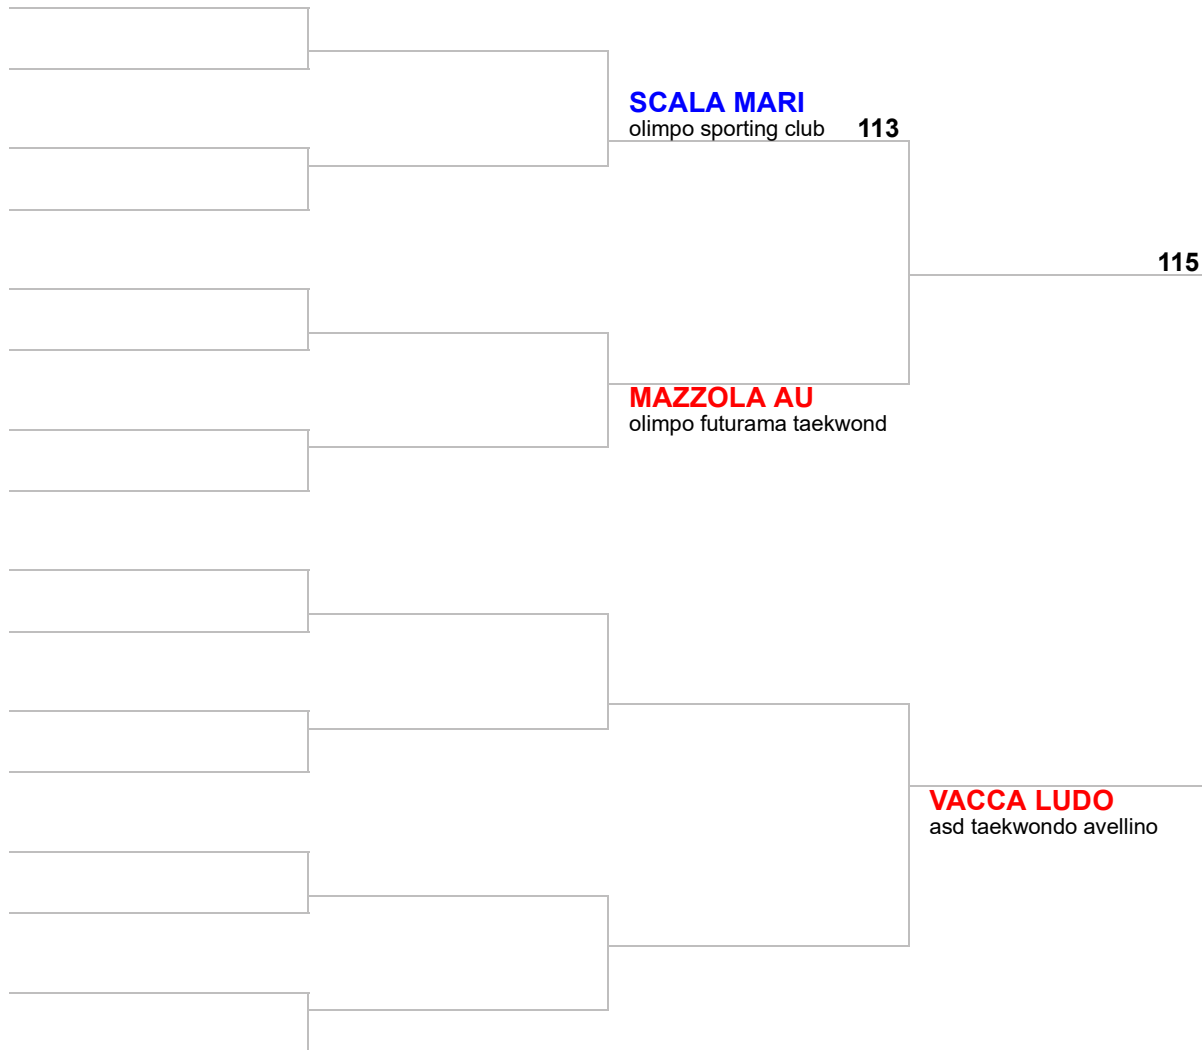 SCALA MARI
olimpo sporting club 113
115
MAZZOLA AU
olimpo futurama taekwond
VACCA LUDO
asd taekwondo avellino